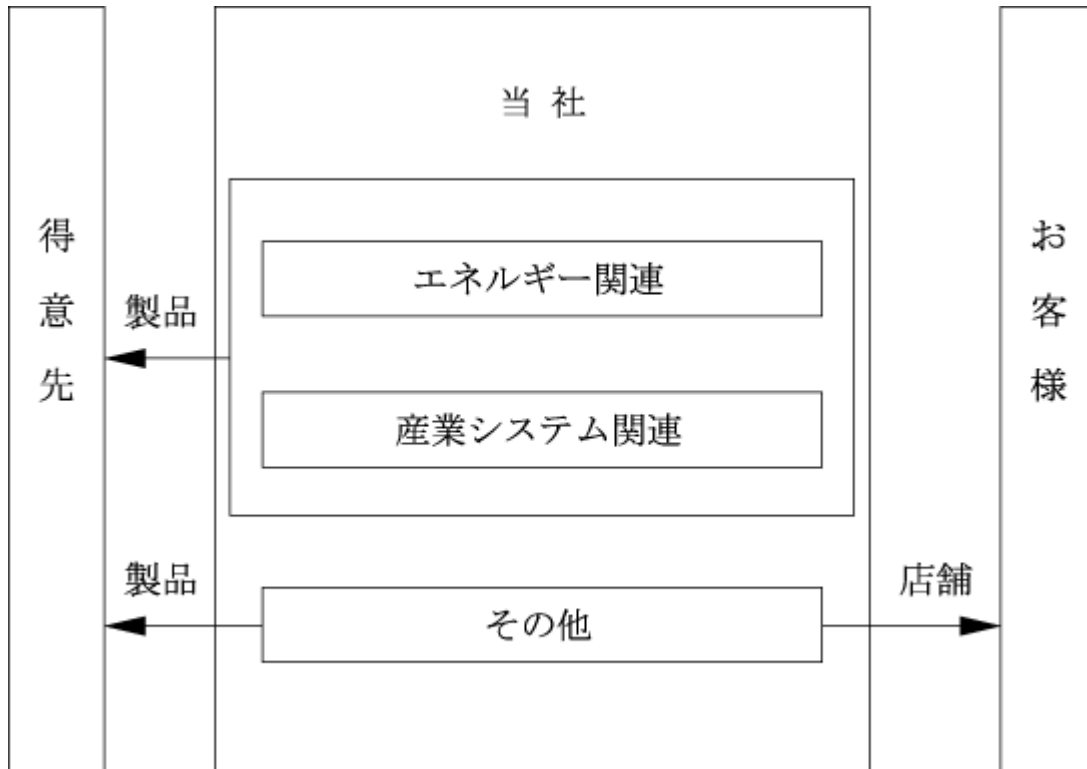 当社
得意先
製品
エネルギー関連
産業システム関連
お客様
製品
その他
店舗